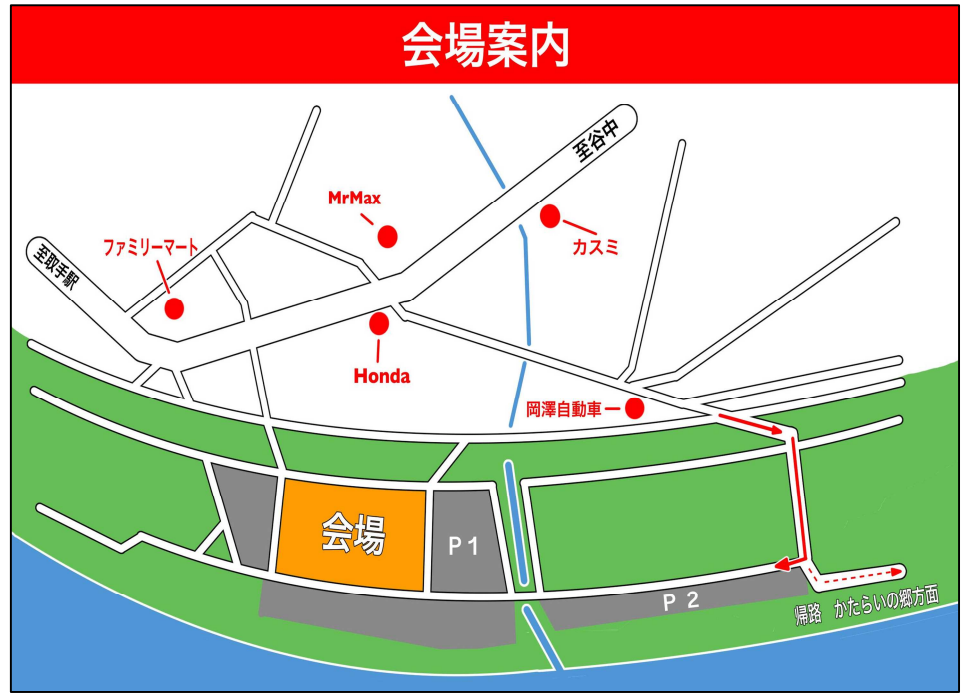 会場案内
至谷中
MrMax
ファミリーマート
カスミ
至取手駅
Honda
岡澤自動車
会場
P1
P 2
帰路 かたらいの郷方面